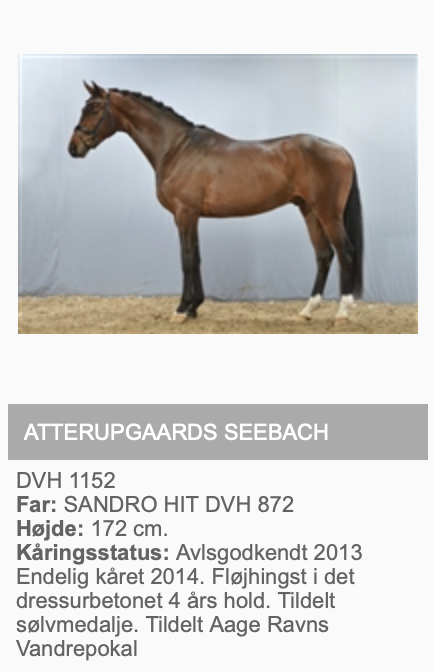 ATTERUPGAARDS SEEBACH
DVH 1152
Far: SANDRO HIT DVH 872
Højde: 172 cm.
Kåringsstatus: Avlsgodkendt 2013
Endelig kåret 2014. Fløjhingst i det
dressurbetonet 4 års hold. Tildelt
sølvmedalje. Tildelt Aage Ravns
Vandrepokal